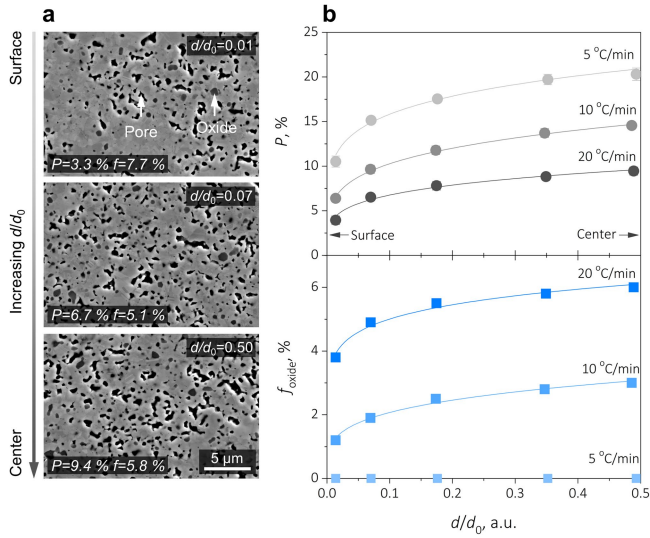 a
Surface
Increasing d/d₀
Center
d/d₀=0.01
Pore
Oxide
P=3.3 % f=7.7 %
d/d₀=0.07
P=6.7 % f=5.1 %
d/d₀=0.50
P=9.4 % f=5.8 %
5 μm
b
P, %
25
20
15
10
5
0
5 °C/min
10 °C/min
20 °C/min
Surface
Center
f oxide, %
6
4
2
0
20 °C/min
10 °C/min
5 °C/min
0.0 0.1 0.2 0.3 0.4 0.5
d/d₀, a.u.